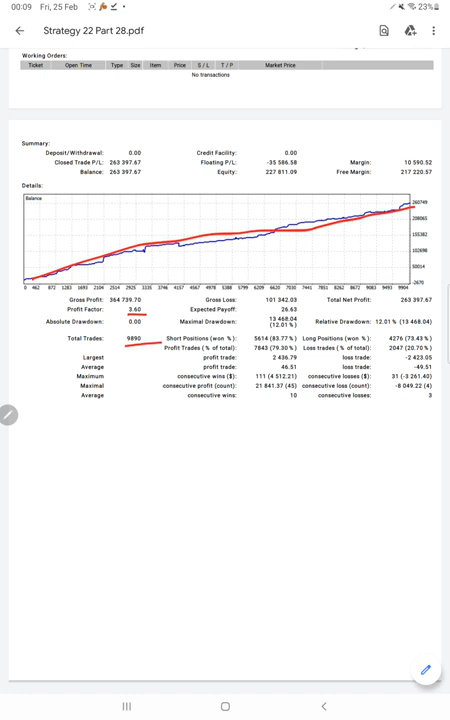 00:09 Fri, 25 Feb • 23%
Strategy 22 Part 28.pdf
Working Orders:
Ticket Open Time Type Size Item Price S / L T / P Market Price
No transactions
Summary:
Deposit/Withdrawal: 0.00 Credit Facility: 0.00
Closed Trade P/L: 263 397.67 Floating P/L: -35 586.58 Margin: 10 590.52
Balance: 263 397.67 Equity: 227 811.09 Free Margin: 217 220.57
Details:
Balance
260749
208065
155382
102698
50014
-2670
0 462 872 1283 1693 2104 2514 2925 3336 3746 4157 4567 4978 5388 5799 6209 6620 7030 7441 7851 8262 8672 9083 9493 9904
Gross Profit: 364 739.70 Gross Loss: 101 342.03 Total Net Profit: 263 397.67
Profit Factor: 3.60 Expected Payoff: 26.63
Absolute Drawdown: 0.00 Maximal Drawdown: 13 468.04 (12.01 %) Relative Drawdown: 12.01 % (13 468.04)
Total Trades: 9890 Short Positions (won %): 5614 (83.77%) Long Positions (won %): 4276 (73.43%)
Profit Trades (% of total): 7843 (79.30%) Loss trades (% of total): 2047 (20.70%)
Largest profit trade: 2 436.79 loss trade: -2 423.05
Average profit trade: 46.51 loss trade: -49.51
Maximum consecutive wins ($): 111 (4 512.21) consecutive losses ($): 31 (-3 261.40)
Maximal consecutive profit (count): 21 841.37 (45) consecutive loss (count): -8 049.22 (4)
Average consecutive wins: 10 consecutive losses: 3